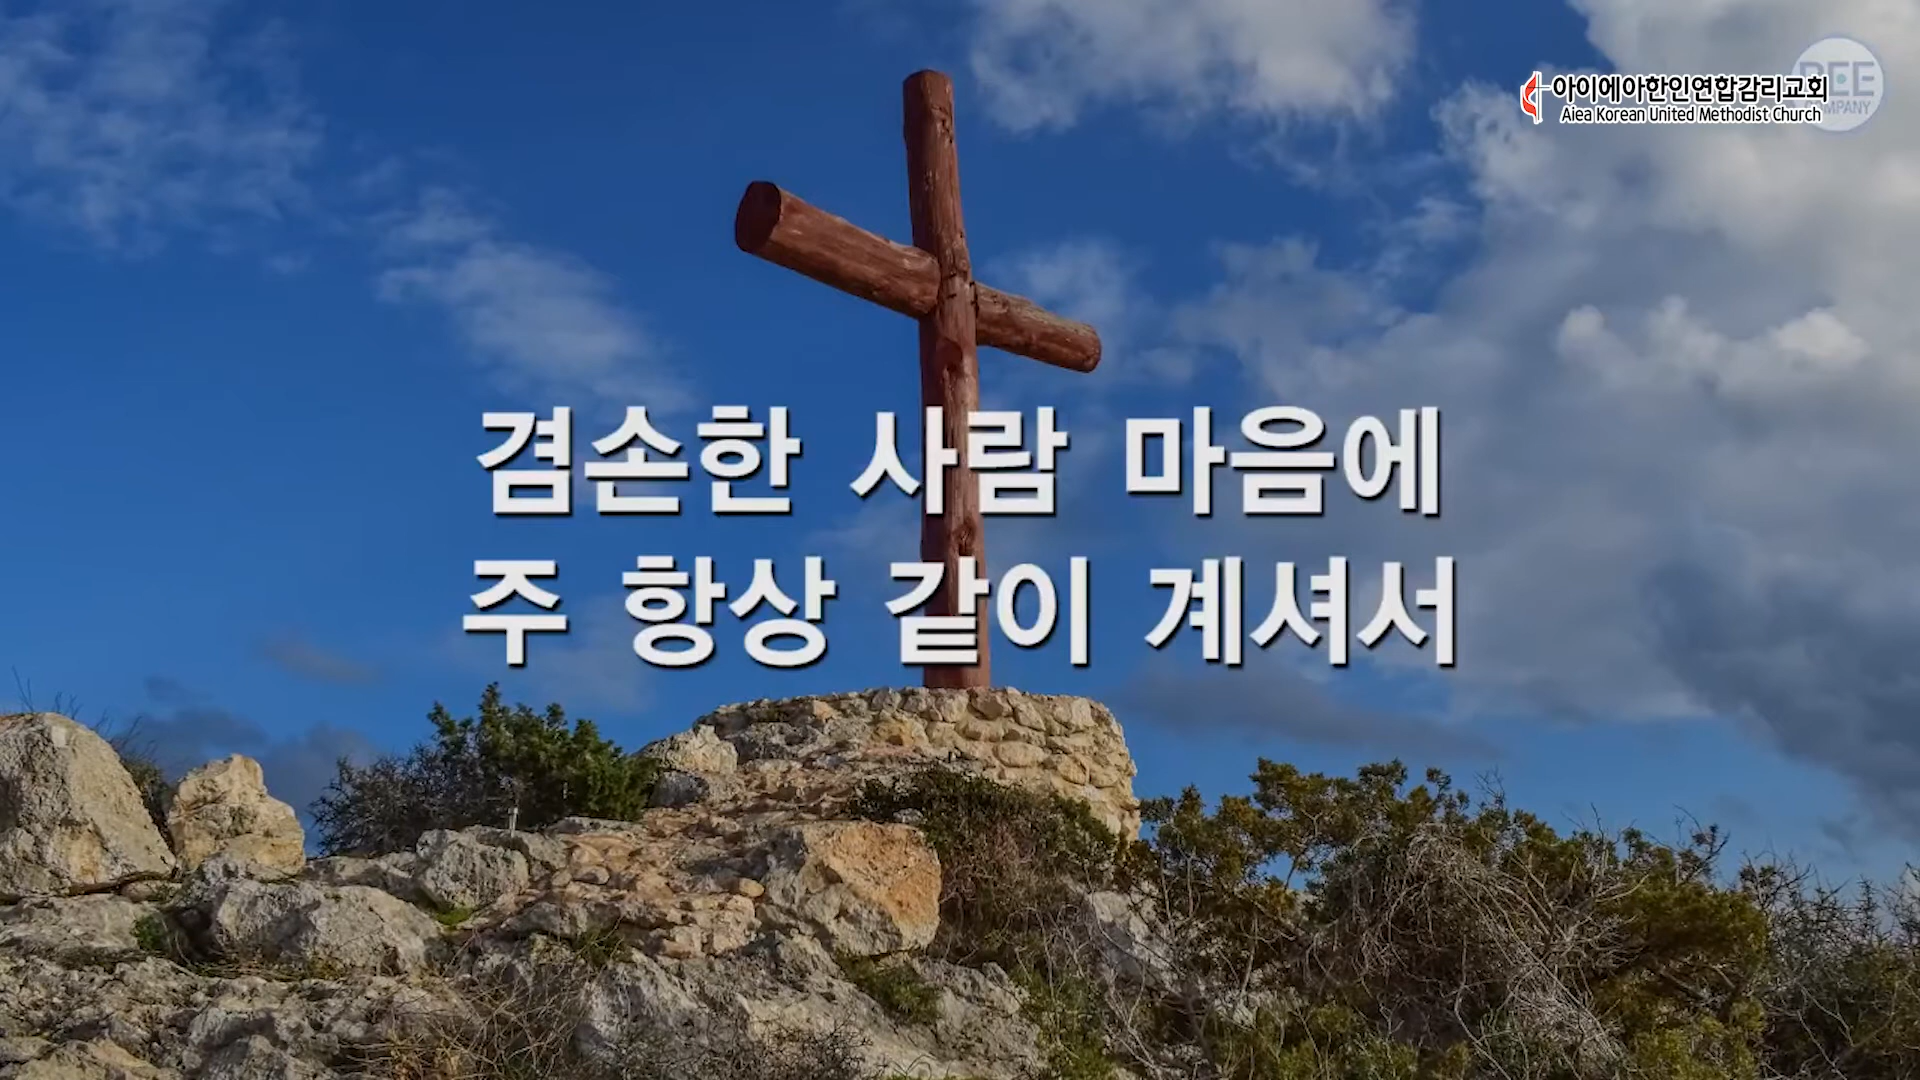 아이에아한인연합감리교회
Aiea Korean United Methodist Church
겸손한 사람 마음에
주 항상 같이 계셔서